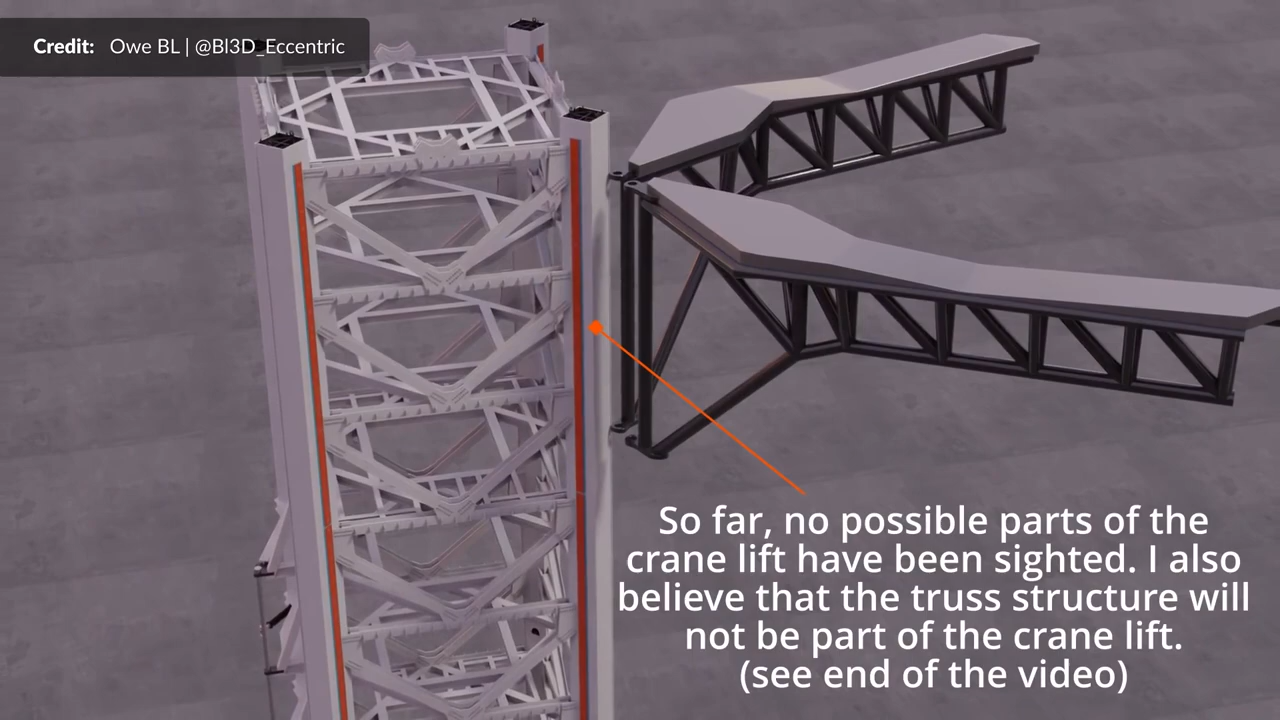 Credit: Owe BL | @Bl3D_Eccentric
So far, no possible parts of the
crane lift have been sighted. I also
believe that the truss structure will
not be part of the crane lift.
(see end of the video)